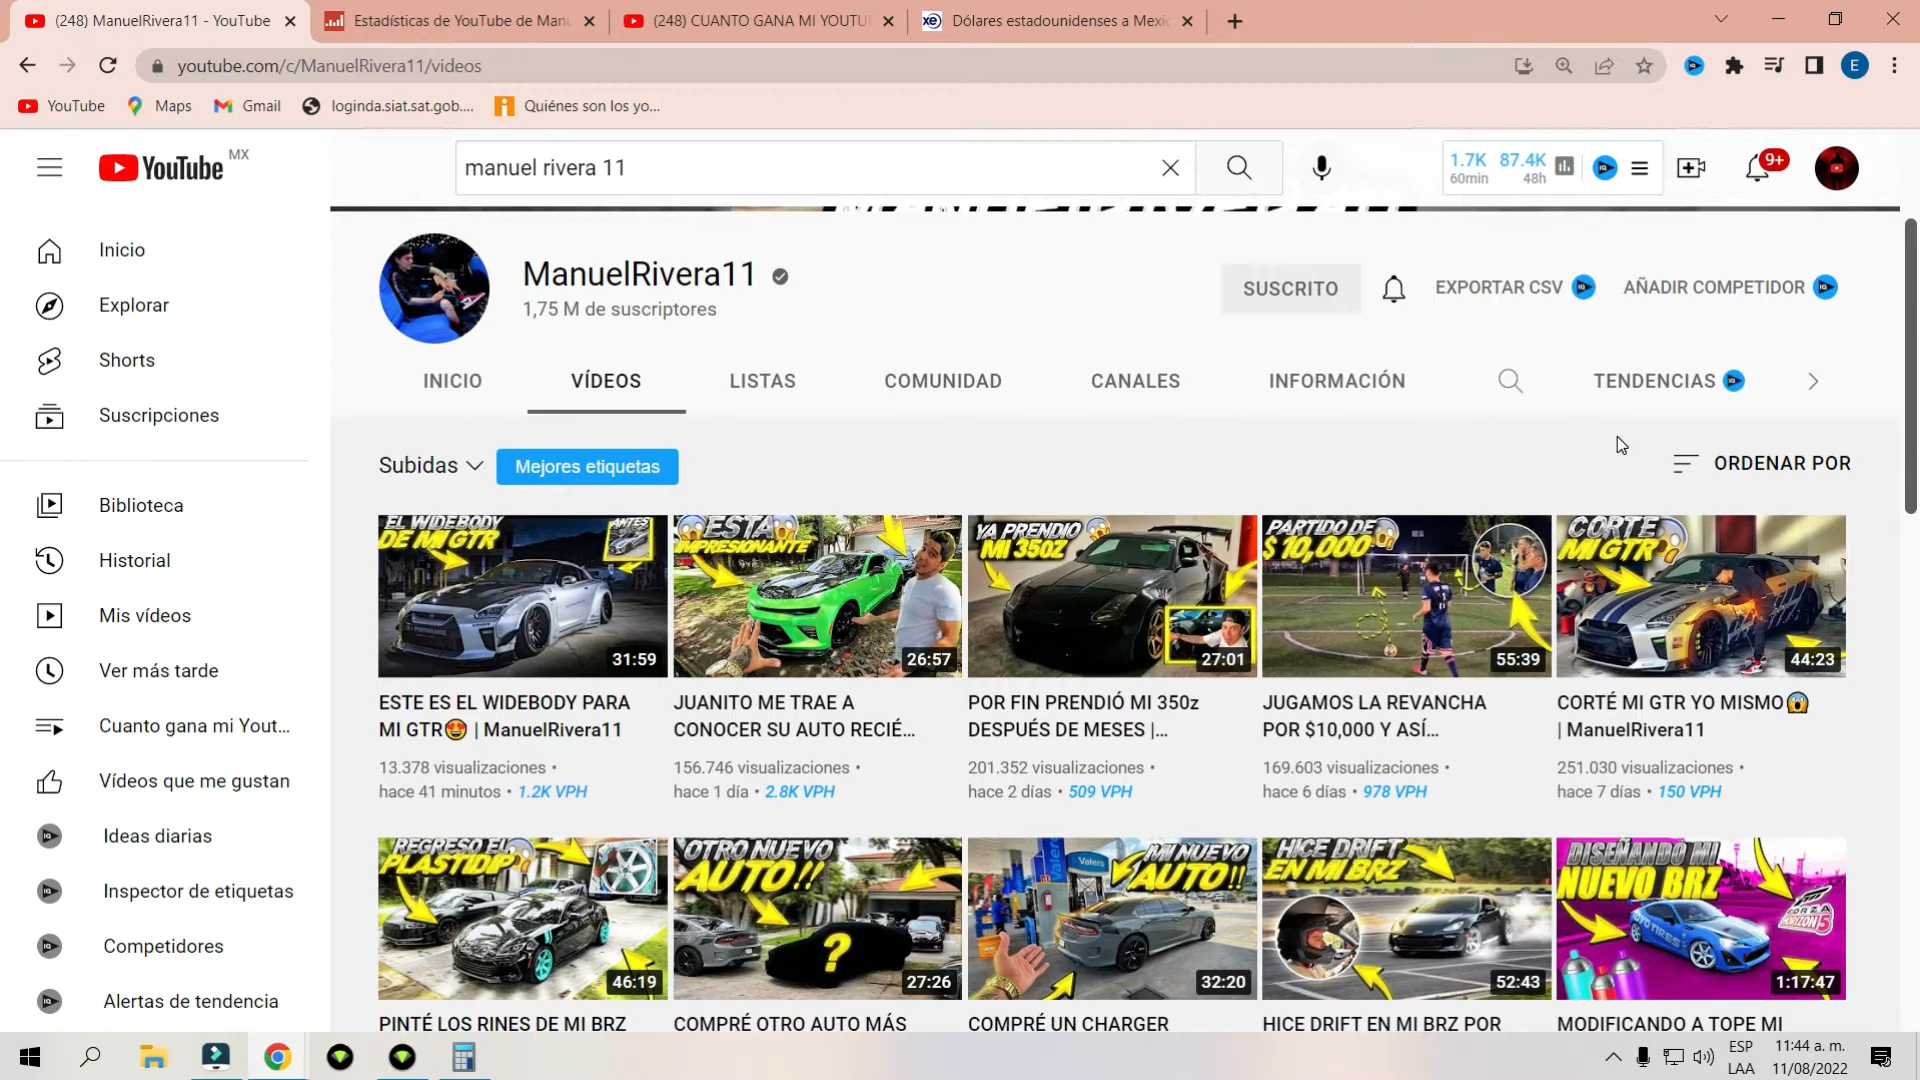 (248) ManuelRivera11 - YouTube
Estadísticas de YouTube de Man
(248) CUANTO GANA MI YOUTU
xe Dólares estadounidenses a Mexic
youtube.com/c/ManuelRivera11/videos
E
YouTube
Maps
Gmail
loginda.siat.sat.gob....
Quiénes son los yo...
YouTube MX
manuel rivera 11
1.7K 87.4K
60min 48h
9+
Inicio
Explorar
Shorts
Suscripciones
Biblioteca
Historial
Mis vídeos
Ver más tarde
Cuanto gana mi Yout...
Vídeos que me gustan
Ideas diarias
Inspector de etiquetas
Competidores
Alertas de tendencia
ManuelRivera11
1,75 M de suscriptores
SUSCRITO
EXPORTAR CSV
AÑADIR COMPETIDOR
INICIO
VÍDEOS
LISTAS
COMUNIDAD
CANALES
INFORMACIÓN
TENDENCIAS
Subidas
Mejores etiquetas
ORDENAR POR
EL WIDEBODY
DE MI GTR
ANTES
31:59
ESTE ES EL WIDEBODY PARA
MI GTR😍 | ManuelRivera11
13.378 visualizaciones •
hace 41 minutos • 1.2K VPH
ESTA
IMPRESIONANTE
26:57
JUANITO ME TRAE A
CONOCER SU AUTO RECIÉ...
156.746 visualizaciones •
hace 1 día • 2.8K VPH
YA PRENDIO
MI 350Z
27:01
POR FIN PRENDIÓ MI 350z
DESPUÉS DE MESES |...
201.352 visualizaciones •
hace 2 días • 509 VPH
PARTIDO DE
$10,000
55:39
JUGAMOS LA REVANCHA
POR $10,000 Y ASÍ...
169.603 visualizaciones •
hace 6 días • 978 VPH
CORTÉ
MI GTR
44:23
CORTÉ MI GTR YO MISMO😱
| ManuelRivera11
251.030 visualizaciones •
hace 7 días • 150 VPH
REGRESO EL
PLASTIDIP
46:19
PINTÉ LOS RINES DE MI BRZ
OTRO NUEVO
AUTO!!
?
27:26
COMPRÉ OTRO AUTO MÁS
Valero
MI NUEVO
AUTO!!
32:20
COMPRÉ UN CHARGER
HICE DRIFT
EN MI BRZ
52:43
HICE DRIFT EN MI BRZ POR
DISEÑANDO MI
NUEVO BRZ
TOYO TIRES
FORZA
HORIZON 5
1:17:47
MODIFICANDO A TOPE MI
ESP
LAA
11:44 a. m.
11/08/2022